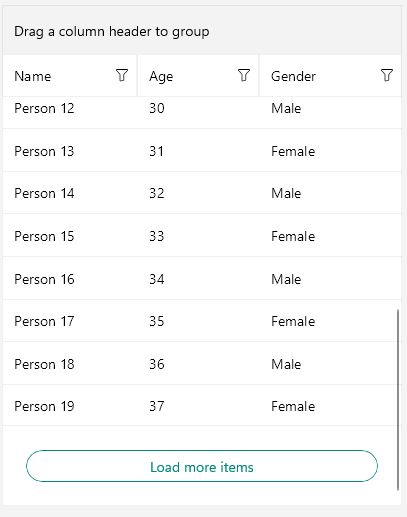 Drag a column header to group
Name Age Gender
Person 12 30 Male
Person 13 31 Female
Person 14 32 Male
Person 15 33 Female
Person 16 34 Male
Person 17 35 Female
Person 18 36 Male
Person 19 37 Female
Load more items